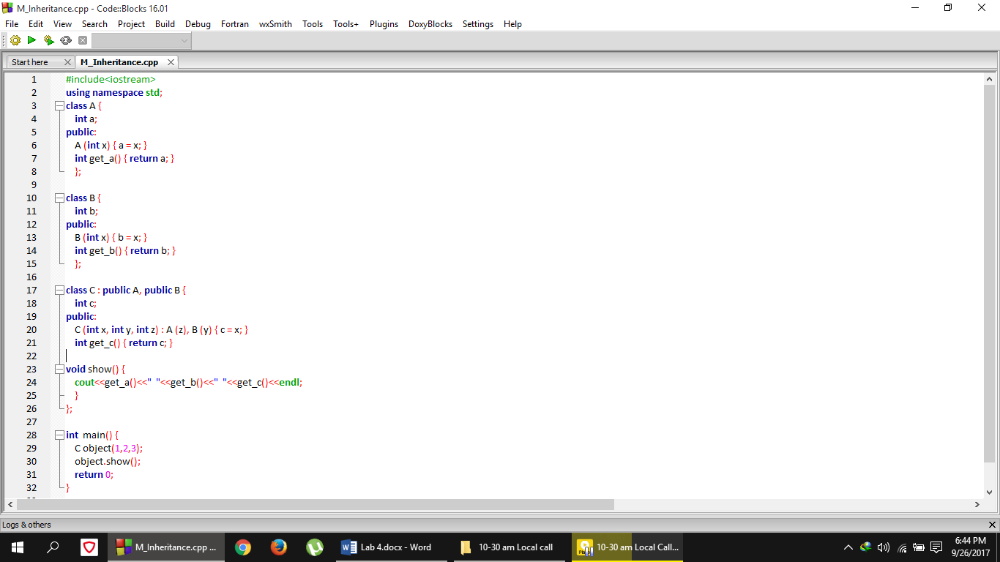 M_Inheritance.cpp - Code::Blocks 16.01
File Edit View Search Project Build Debug Fortran wxSmith Tools Tools+ Plugins DoxyBlocks Settings Help
Start here M_Inheritance.cpp
1 #include<iostream>
2 using namespace std;
3 class A {
4 int a;
5 public:
6 A (int x) { a = x; }
7 int get_a() { return a; }
8 };
9
10 class B {
11 int b;
12 public:
13 B (int x) { b = x; }
14 int get_b() { return b; }
15 };
16
17 class C : public A, public B {
18 int c;
19 public:
20 C (int x, int y, int z) : A (z), B (y) { c = x; }
21 int get_c() { return c; }
22
23 void show() {
24 cout<<get_a()<<"  "<<get_b()<<"  "<<get_c()<<endl;
25 }
26 };
27
28 int  main() {
29 C object(1,2,3);
30 object.show();
31 return 0;
32 }
Logs & others
M_Inheritance.cpp ... Lab 4.docx - Word 10-30 am Local call 10-30 am Local Call... 6:44 PM
9/26/2017